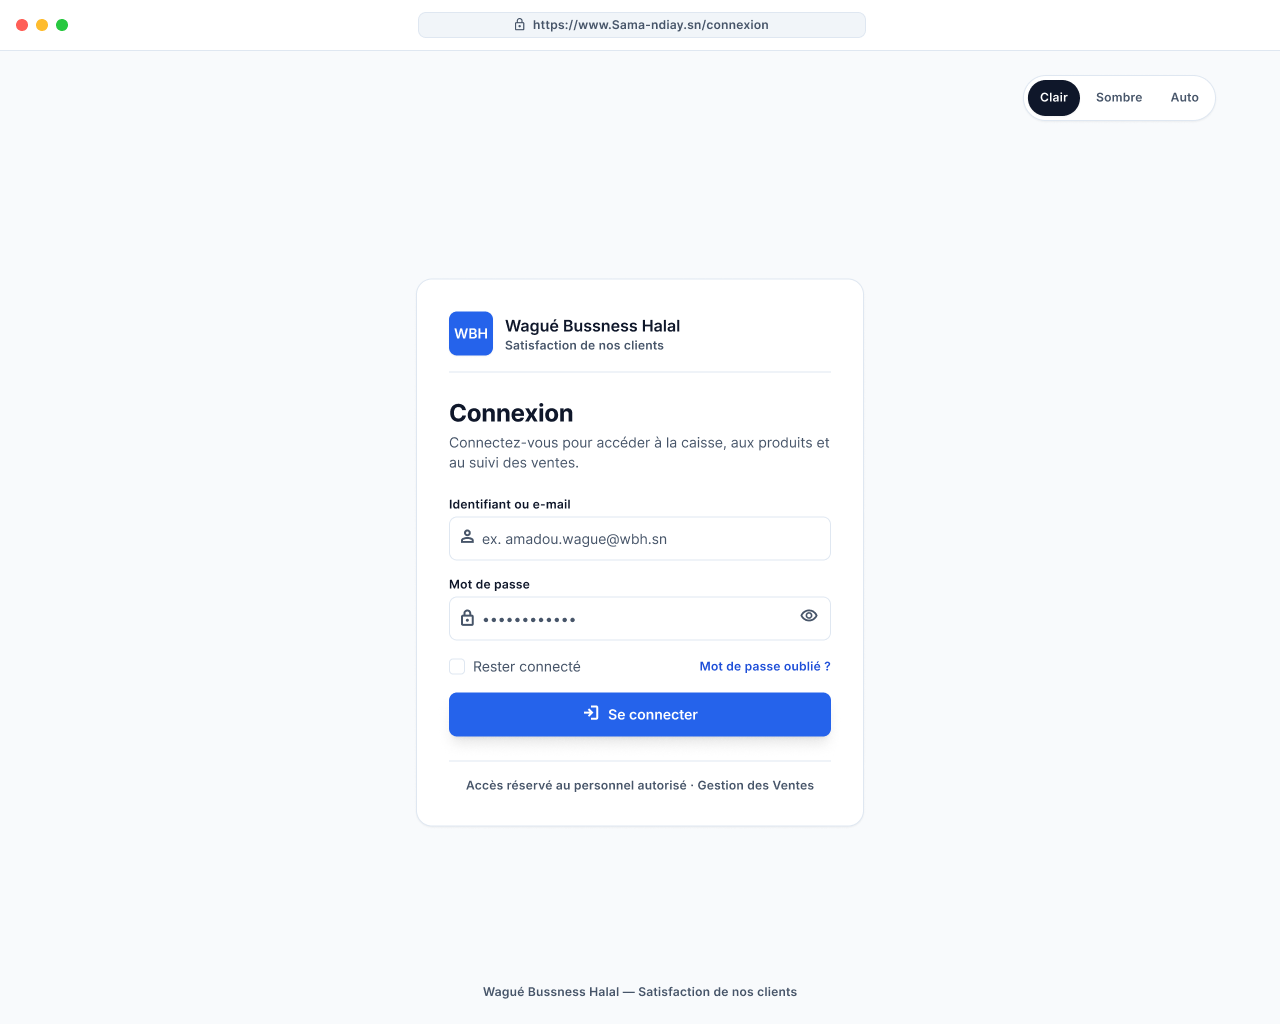 https://www.Sama-ndiay.sn/connexion
Clair Sombre Auto
WBH
Wagué Bussness Halal
Satisfaction de nos clients
Connexion
Connectez-vous pour accéder à la caisse, aux produits et
au suivi des ventes.
Identifiant ou e-mail
ex. amadou.wague@wbh.sn
Mot de passe
••••••••••••
Rester connecté Mot de passe oublié ?
Se connecter
Accès réservé au personnel autorisé · Gestion des Ventes
Wagué Bussness Halal — Satisfaction de nos clients